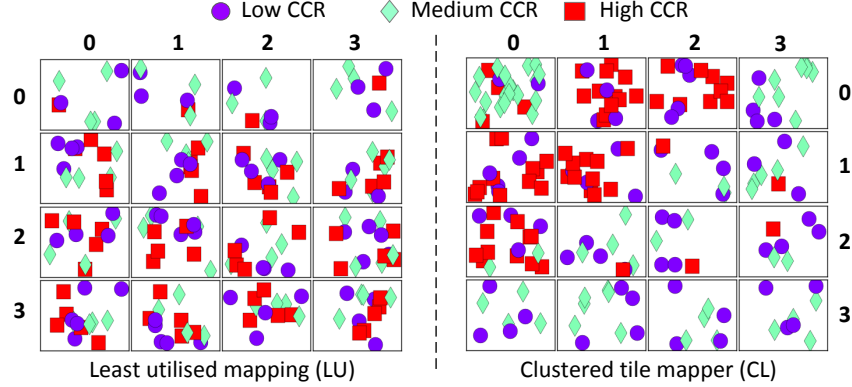 Low CCR Medium CCR High CCR
0 1 2 3 0 1 2 3
0 0
1 1
2 2
3 3
Least utilised mapping (LU) Clustered tile mapper (CL)